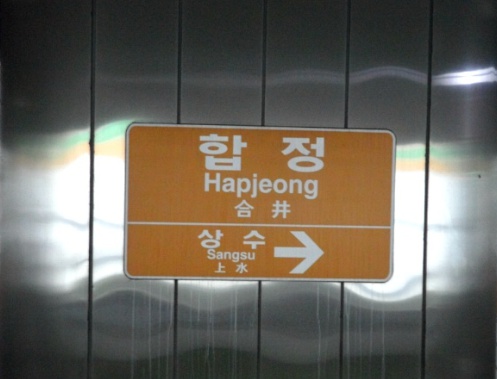 합 정
Hapjeong
合 井
상 수
Sangsu
上 水